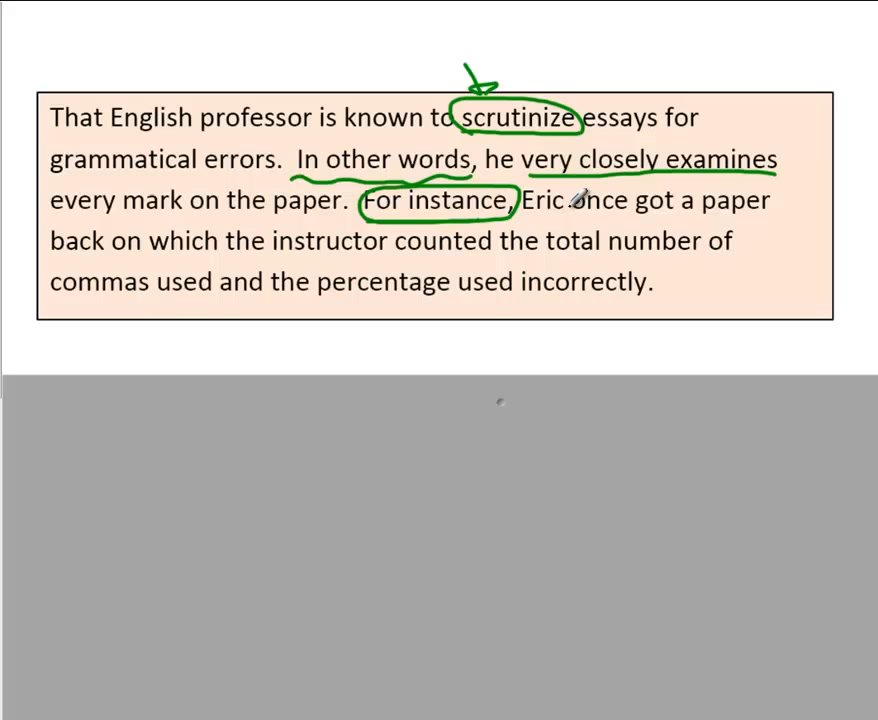 That English professor is known to scrutinize essays for
grammatical errors. In other words, he very closely examines
every mark on the paper. For instance, Eric once got a paper
back on which the instructor counted the total number of
commas used and the percentage used incorrectly.